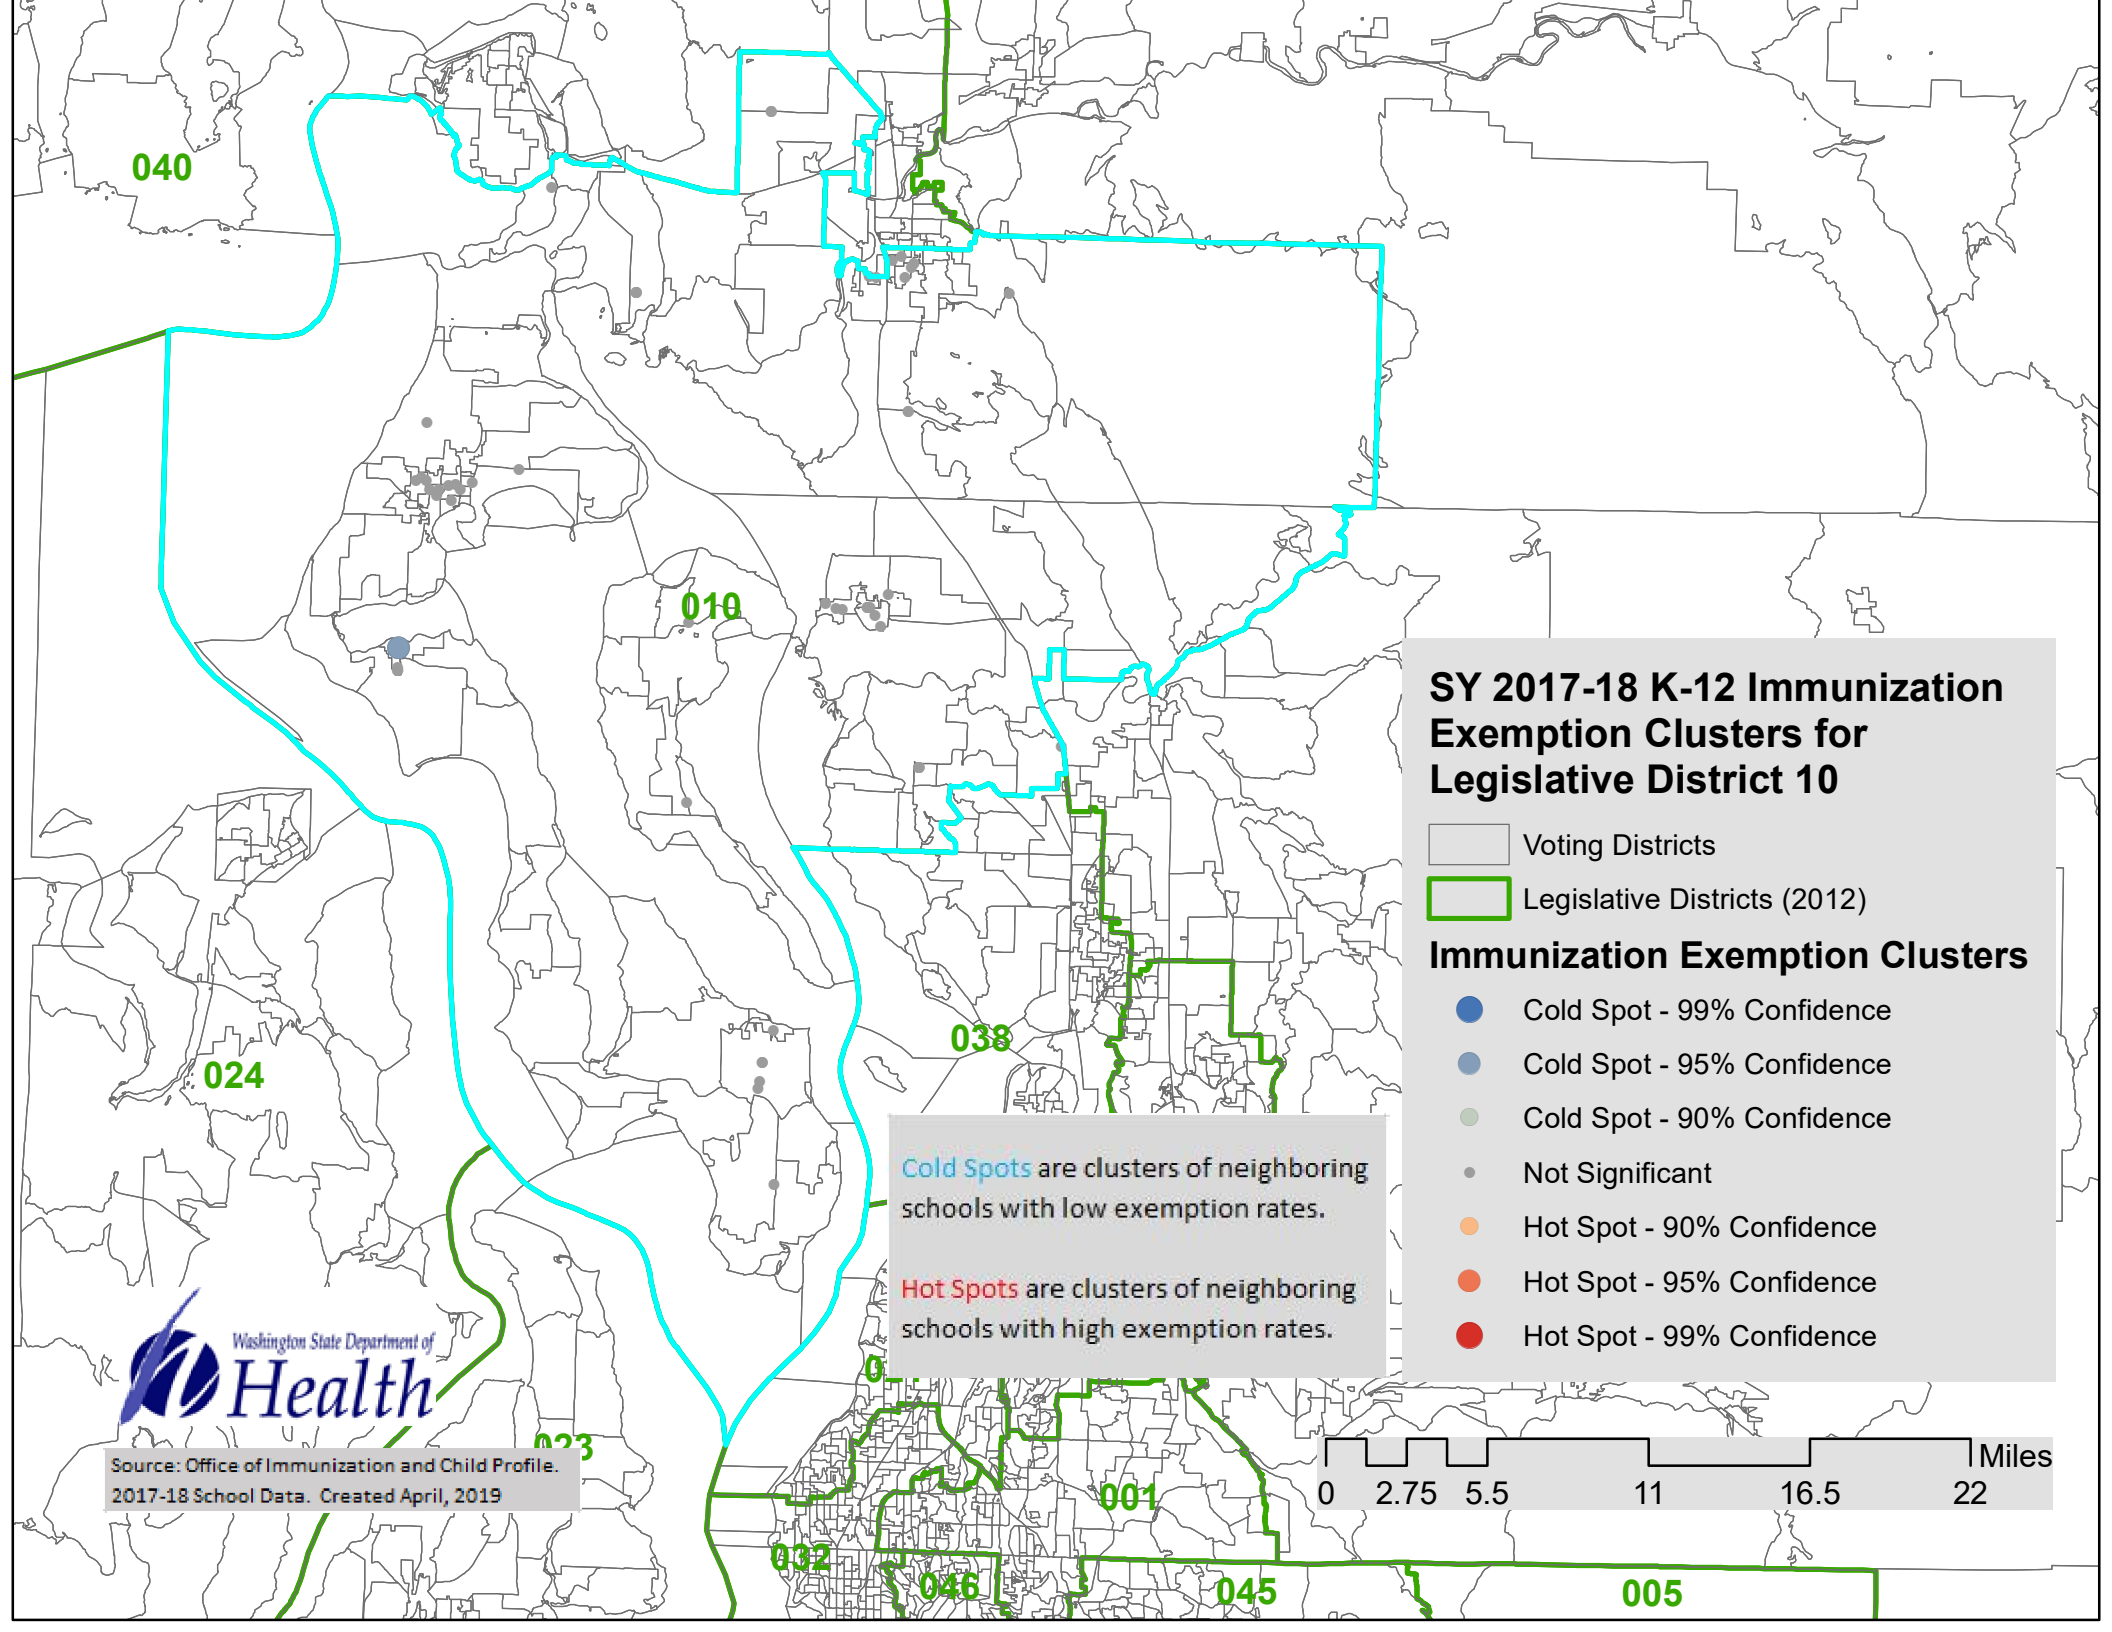 040
010
SY 2017-18 K-12 Immunization
Exemption Clusters for
Legislative District 10
Voting Districts
Legislative Districts (2012)
Immunization Exemption Clusters
Cold Spot - 99% Confidence
Cold Spot - 95% Confidence
Cold Spot - 90% Confidence
Not Significant
Hot Spot - 90% Confidence
Hot Spot - 95% Confidence
Hot Spot - 99% Confidence
038
024
Cold Spots are clusters of neighboring
schools with low exemption rates.
Hot Spots are clusters of neighboring
schools with high exemption rates.
Washington State Department of
Health
023
Source: Office of Immunization and Child Profile.
2017-18 School Data. Created April, 2019
Miles
0 2.75 5.5 11 16.5 22
001
032
046
045
005